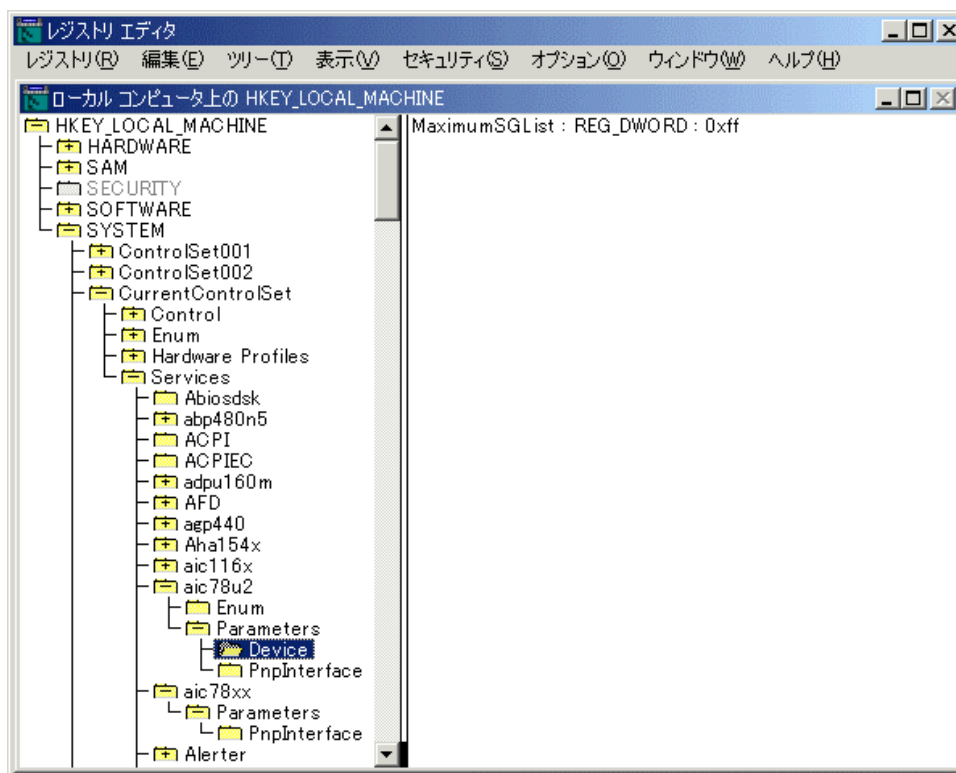 レジストリ エディタ
レジストリ(R) 編集(E) ツリー(T) 表示(V) セキュリティ(S) オプション(O) ウィンドウ(W) ヘルプ(H)
ローカル コンピュータ上の HKEY_LOCAL_MACHINE
HKEY_LOCAL_MACHINE
HARDWARE
SAM
SECURITY
SOFTWARE
SYSTEM
ControlSet001
ControlSet002
CurrentControlSet
Control
Enum
Hardware Profiles
Services
Abiosdsk
abp480n5
ACPI
ACPIEC
adpu160m
AFD
agp440
Aha154x
aic116x
aic78u2
Enum
Parameters
Device
PnpInterface
aic78xx
Parameters
PnpInterface
Alerter
MaximumSGList : REG_DWORD : 0xff